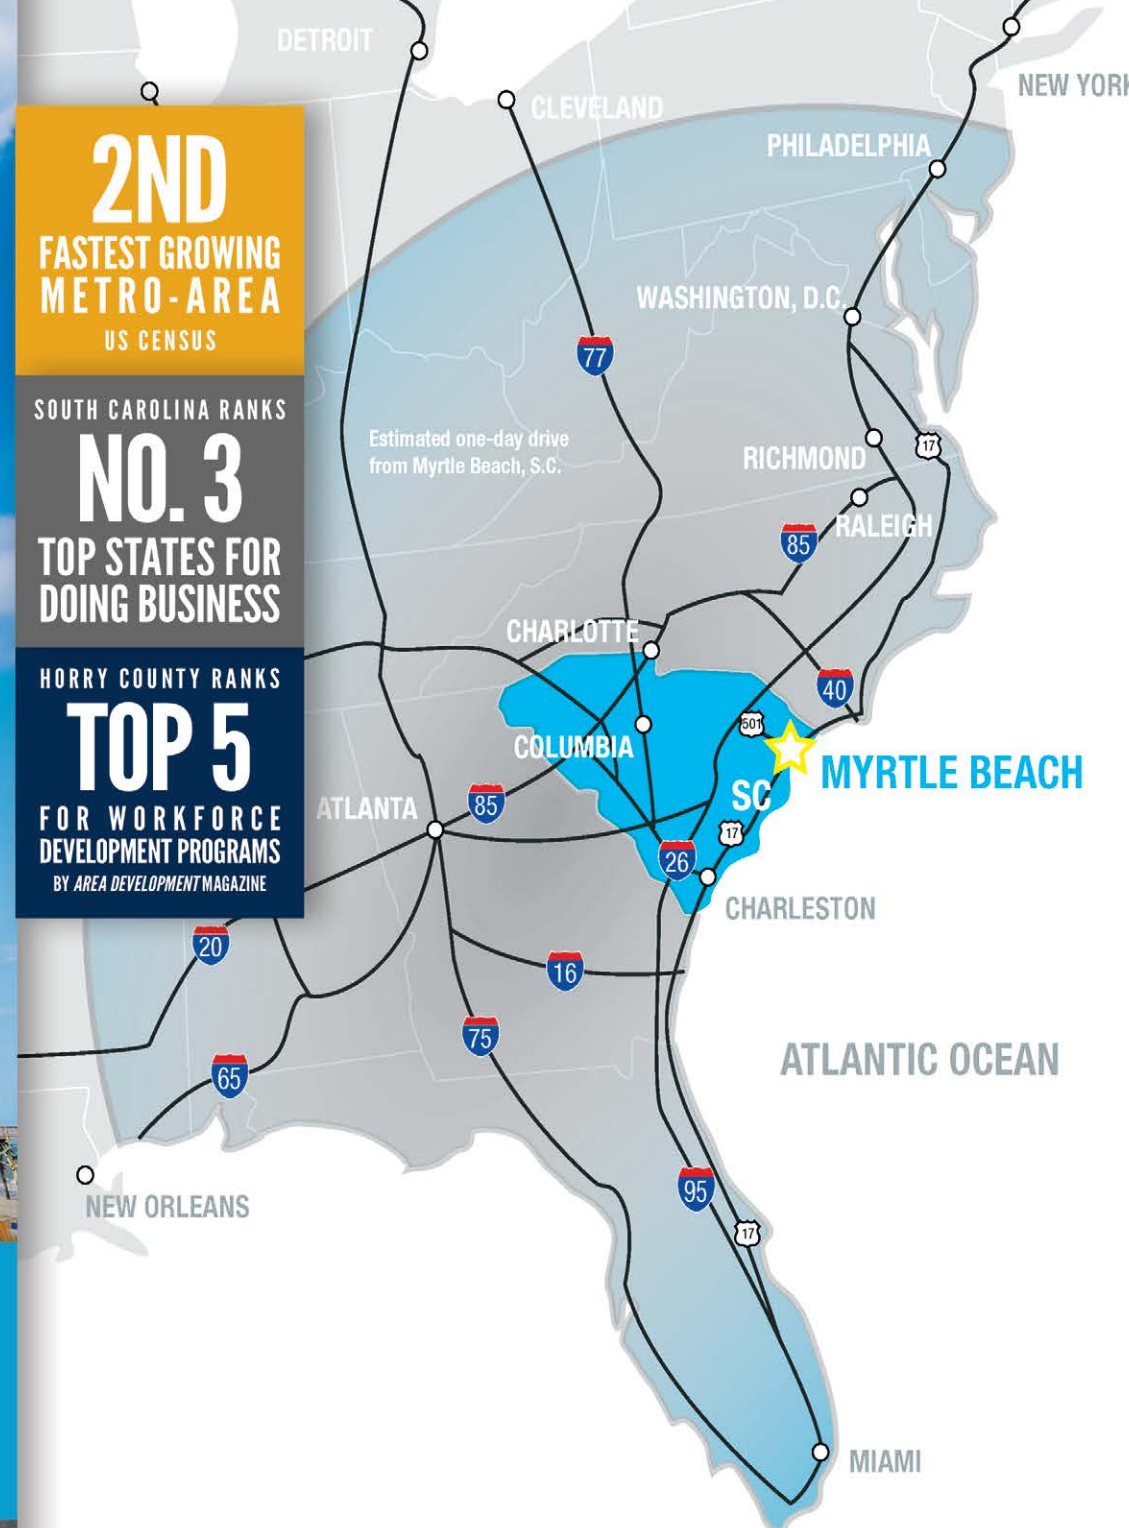 DETROIT
CLEVELAND
NEW YORK
PHILADELPHIA
2ND
FASTEST GROWING
METRO-AREA
US CENSUS
WASHINGTON, D.C.
77
SOUTH CAROLINA RANKS
NO. 3
TOP STATES FOR
DOING BUSINESS
Estimated one-day drive
from Myrtle Beach, S.C.
RICHMOND
17
RALEIGH
85
CHARLOTTE
40
HORRY COUNTY RANKS
TOP 5
FOR WORKFORCE
DEVELOPMENT PROGRAMS
BY AREA DEVELOPMENT MAGAZINE
501
COLUMBIA
MYRTLE BEACH
SC
ATLANTA
85
17
26
CHARLESTON
20
16
75
65
ATLANTIC OCEAN
NEW ORLEANS
95
17
MIAMI